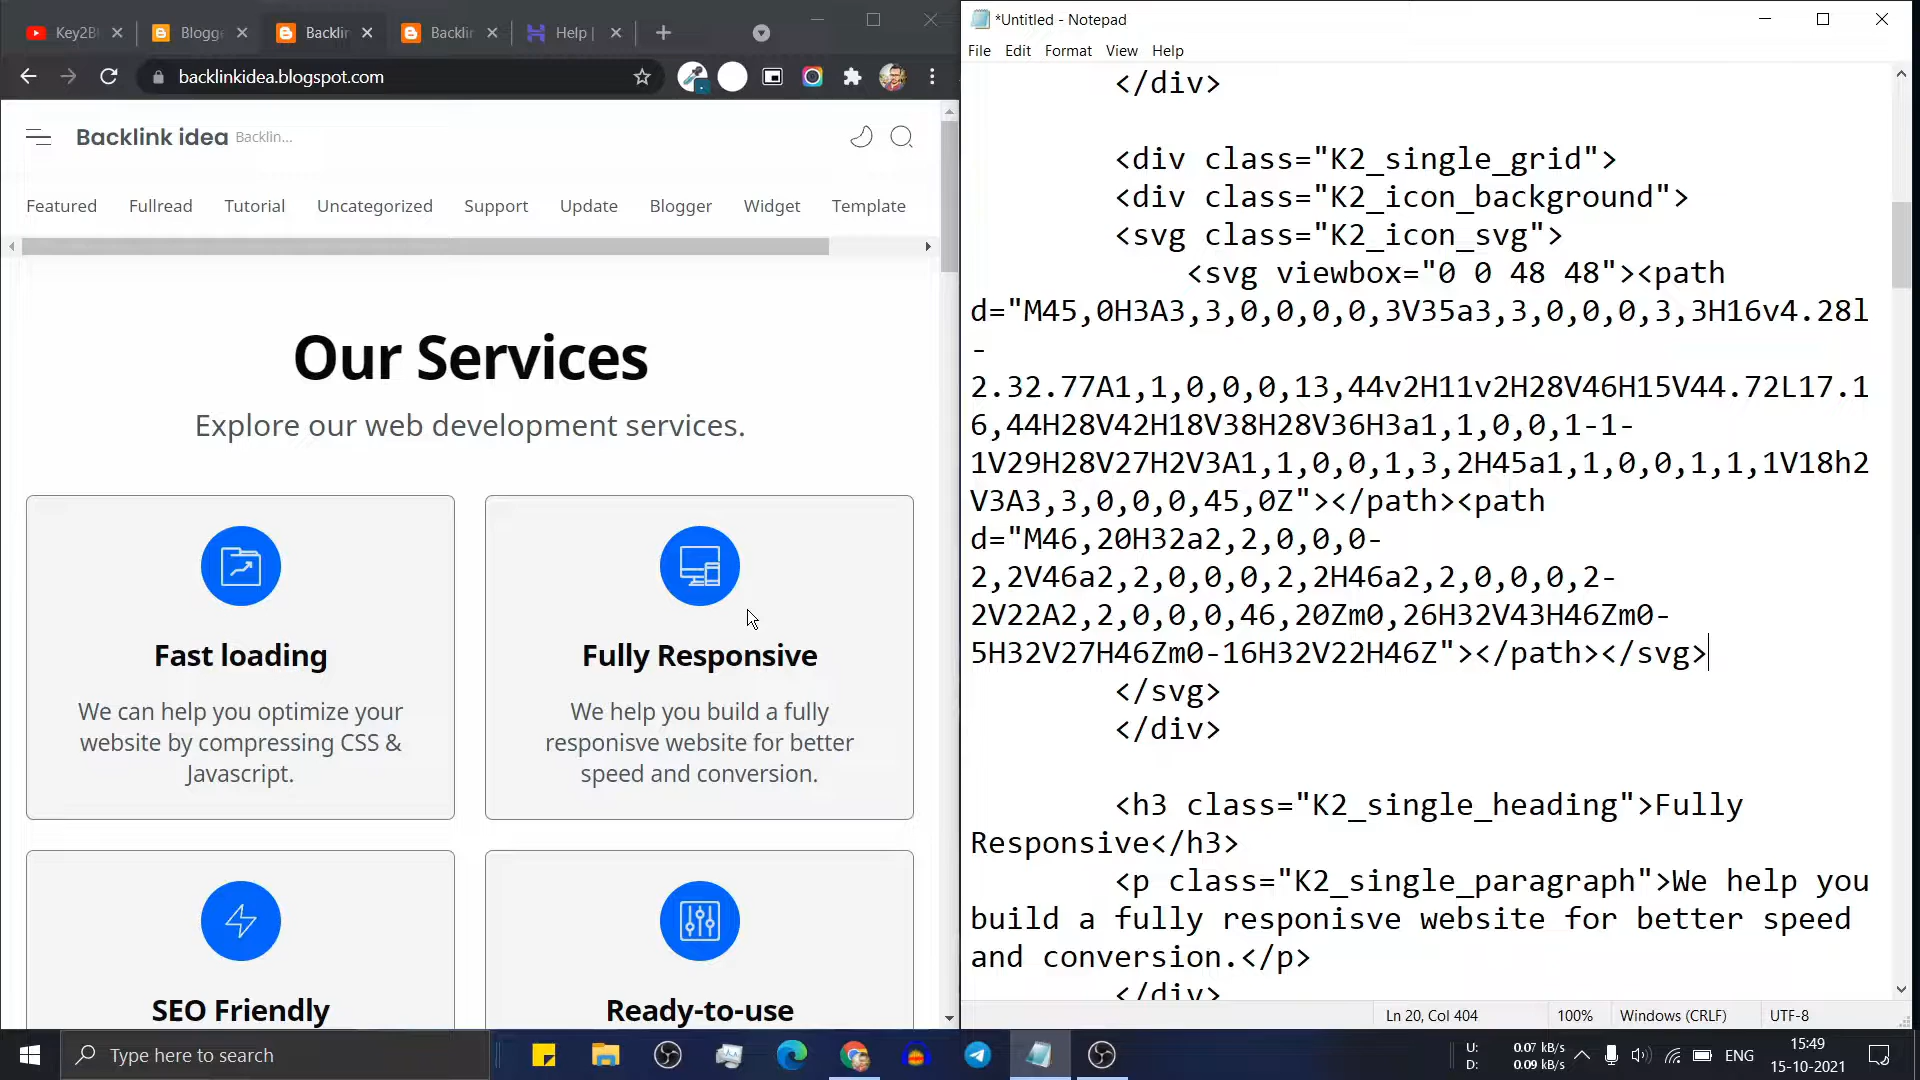 Key2B
Blogg
Backlin
Backlin
Help |
backlinkidea.blogspot.com
Backlink idea
Backlin...
Featured
Fullread
Tutorial
Uncategorized
Support
Update
Blogger
Widget
Template
Our Services
Explore our web development services.
Fast loading
We can help you optimize your
website by compressing CSS &
Javascript.
Fully Responsive
We help you build a fully
responisve website for better
speed and conversion.
SEO Friendly
Ready-to-use
*Untitled - Notepad
File Edit Format View Help
</div>
<div class="K2_single_grid">
<div class="K2_icon_background">
<svg class="K2_icon_svg">
<svg viewbox="0 0 48 48"><path
d="M45,0H3A3,3,0,0,0,0,3V35a3,3,0,0,0,3,3H16v4.28l
-
2.32.77A1,1,0,0,0,13,44v2H11v2H28V46H15V44.72L17.1
6,44H28V42H18V38H28V36H3a1,1,0,0,1-1-
1V29H28V27H2V3A1,1,0,0,1,3,2H45a1,1,0,0,1,1,1V18h2
V3A3,3,0,0,0,45,0Z"></path><path
d="M46,20H32a2,2,0,0,0-
2,2V46a2,2,0,0,0,2,2H46a2,2,0,0,0,2-
2V22A2,2,0,0,0,46,20Zm0,26H32V43H46Zm0-
5H32V27H46Zm0-16H32V22H46Z"></path></svg>
</svg>
</div>
<h3 class="K2_single_heading">Fully
Responsive</h3>
<p class="K2_single_paragraph">We help you
build a fully responisve website for better speed
and conversion.</p>
</div>
Ln 20, Col 404
100%
Windows (CRLF)
UTF-8
Type here to search
U: 0.07 kB/s
D: 0.09 kB/s
ENG
15:49
15-10-2021